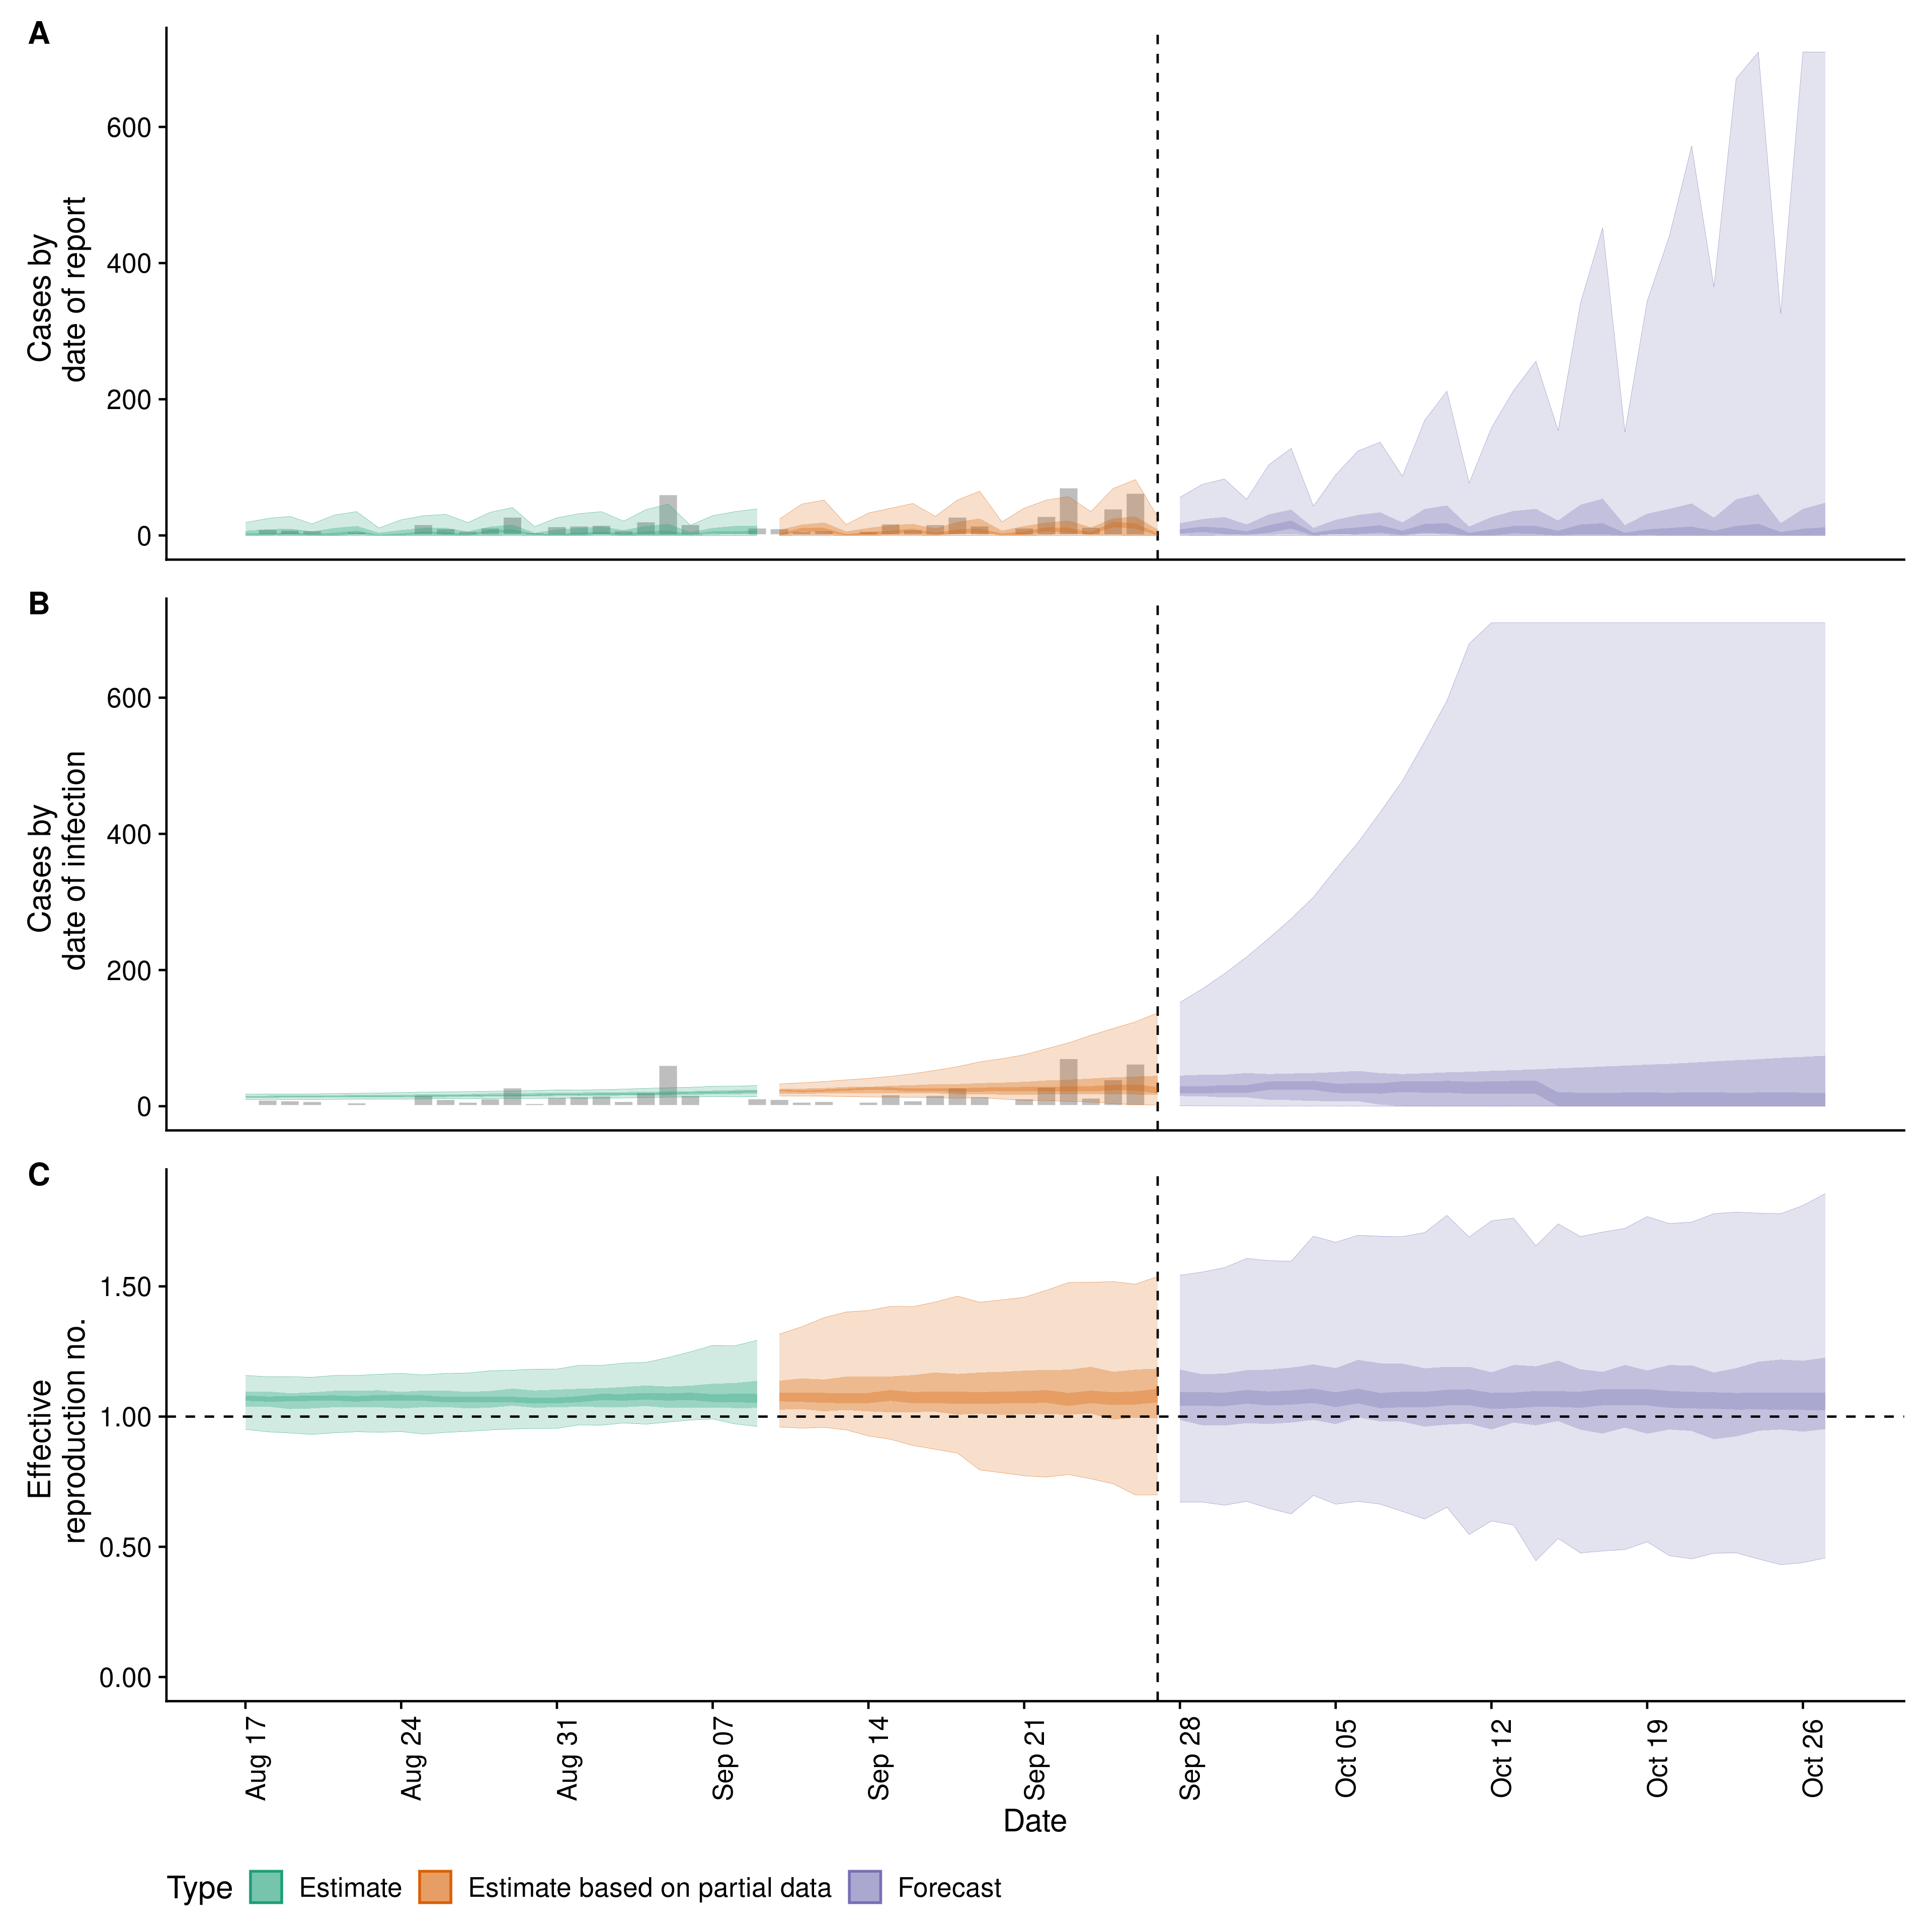 A
Cases by
date of report
600
400
200
0
B
Cases by
date of infection
600
400
200
0
C
Effective
reproduction no.
1.50
1.00
0.50
0.00
Aug 17
Aug 24
Aug 31
Sep 07
Sep 14
Sep 21
Sep 28
Oct 05
Oct 12
Oct 19
Oct 26
Date
Type Estimate Estimate based on partial data Forecast